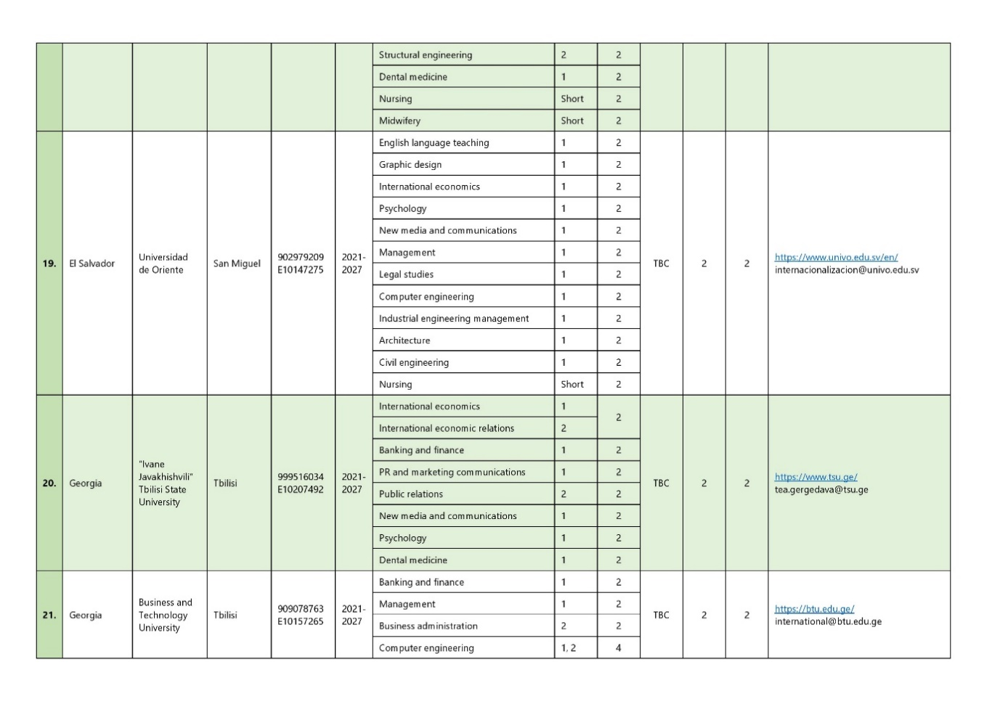 Structural engineering 2 2
Dental medicine 1 2
Nursing Short 2
Midwifery Short 2
19. El Salvador
Universidad
de Oriente
San Miguel
902979209
E10147275
2021-
2027
English language teaching 1 2
Graphic design 1 2
International economics 1 2
Psychology 1 2
New media and communications 1 2
Management 1 2
Legal studies 1 2
Computer engineering 1 2
Industrial engineering management 1 2
Architecture 1 2
Civil engineering 1 2
Nursing Short 2
TBC 2 2
https://www.univo.edu.sv/en/
internacionalizacion@univo.edu.sv
20. Georgia
"Ivane
Javakhishvili"
Tbilisi State
University
Tbilisi
999516034
E10207492
2021-
2027
International economics 1
2
International economic relations 2
Banking and finance 1 2
PR and marketing communications 1 2
Public relations 2 2
New media and communications 1 2
Psychology 1 2
Dental medicine 1 2
TBC 2 2
https://www.tsu.ge/
tea.gergedava@tsu.ge
21. Georgia
Business and
Technology
University
Tbilisi
909078763
E10157265
2021-
2027
Banking and finance 1 2
Management 1 2
Business administration 2 2
Computer engineering 1, 2 4
TBC 2 2
https://btu.edu.ge/
international@btu.edu.ge